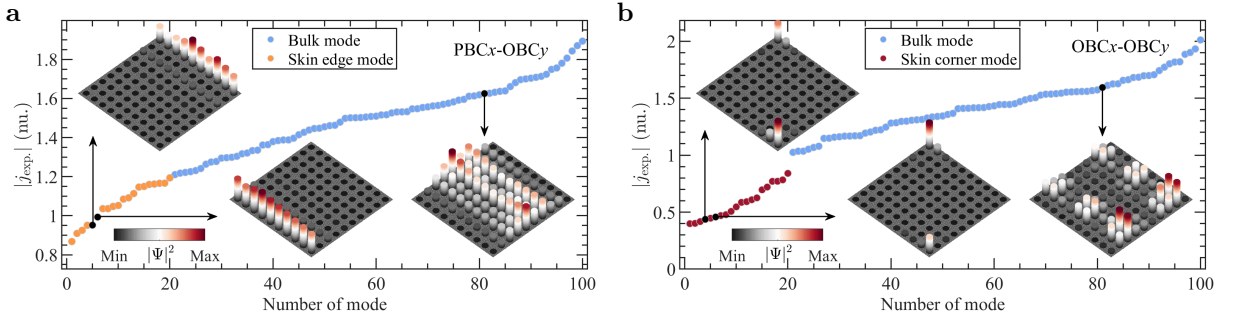 a
1.8
1.6
1.4
1.2
1
0.8
|j_exp.| (nu.)
Bulk mode
Skin edge mode
PBCx-OBCy
Min |Ψ|² Max
0 20 40 60 80 100
Number of mode
b
2
1.5
1
0.5
0
|j_exp.| (nu.)
Bulk mode
Skin corner mode
OBCx-OBCy
Min |Ψ|² Max
0 20 40 60 80 100
Number of mode